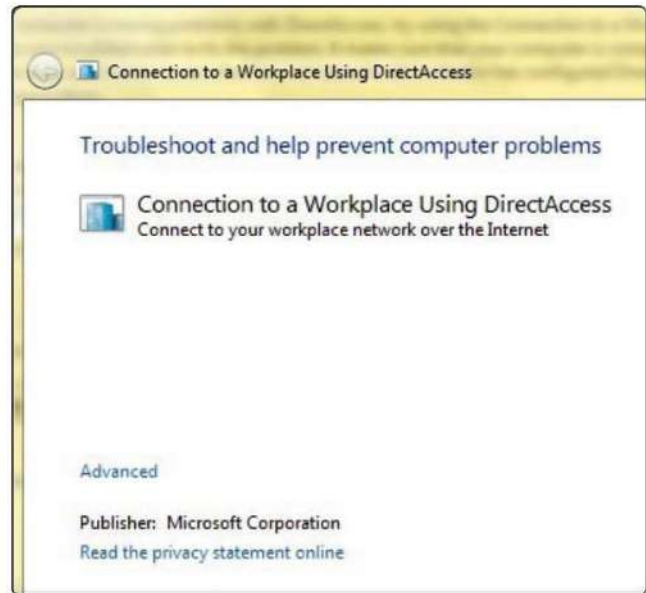 Connection to a Workplace Using DirectAccess
Troubleshoot and help prevent computer problems
Connection to a Workplace Using DirectAccess
Connect to your workplace network over the Internet
Advanced
Publisher: Microsoft Corporation
Read the privacy statement online